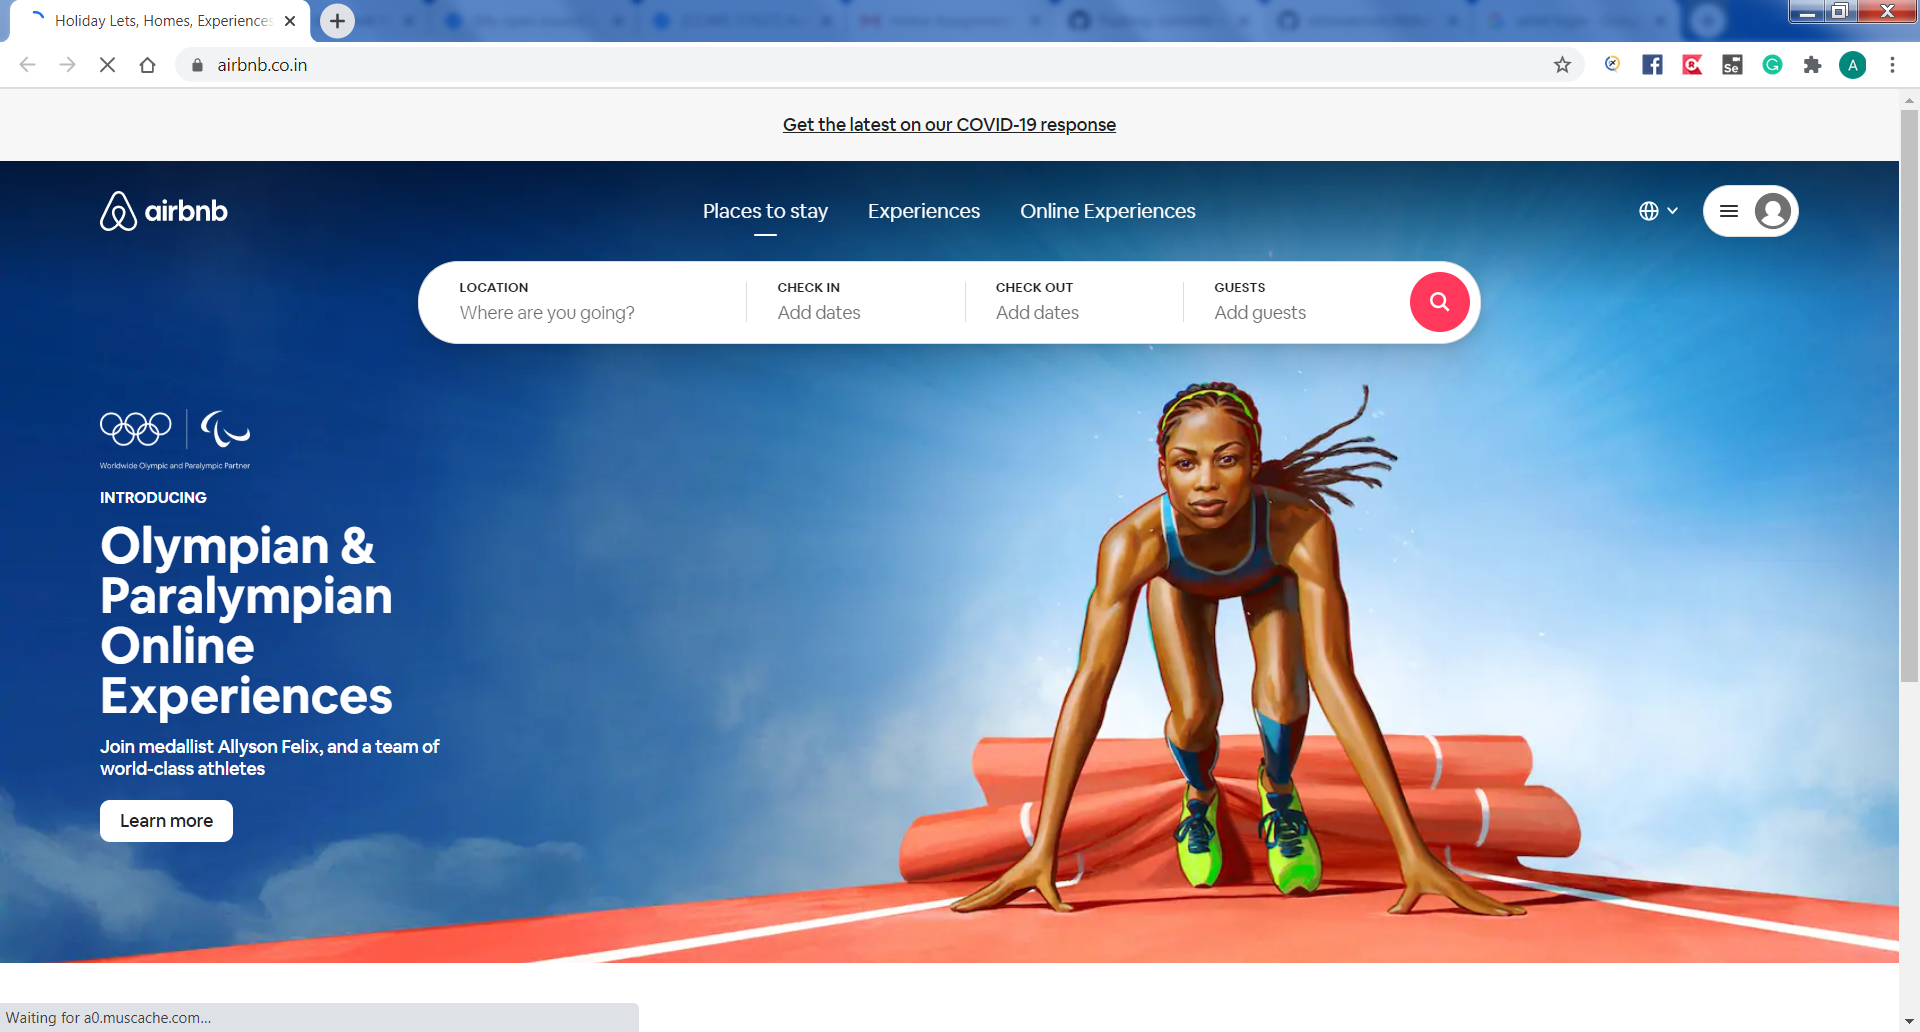 Holiday Lets, Homes, Experiences
airbnb.co.in
Se
A
Get the latest on our COVID-19 response
airbnb
Places to stay
Experiences
Online Experiences
LOCATION
Where are you going?
CHECK IN
Add dates
CHECK OUT
Add dates
GUESTS
Add guests
Worldwide Olympic and Paralympic Partner
INTRODUCING
Olympian &
Paralympian
Online
Experiences
Join medallist Allyson Felix, and a team of
world-class athletes
Learn more
Waiting for a0.muscache.com...